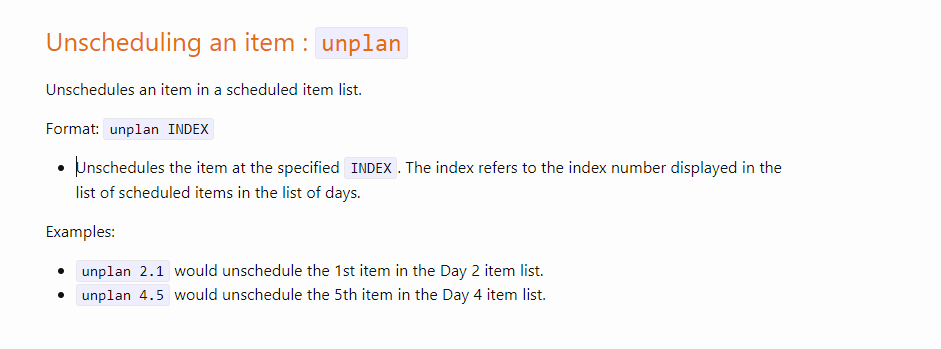 Unscheduling an item : unplan
Unschedules an item in a scheduled item list.
Format: unplan INDEX
• Unschedules the item at the specified INDEX. The index refers to the index number displayed in the
list of scheduled items in the list of days.
Examples:
• unplan 2.1 would unschedule the 1st item in the Day 2 item list.
• unplan 4.5 would unschedule the 5th item in the Day 4 item list.